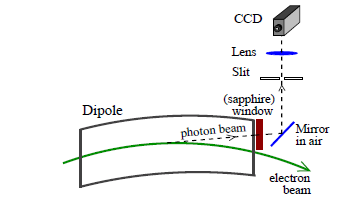 CCD
Lens
Slit
(sapphire)
window
Dipole
photon beam
Mirror
in air
electron
beam